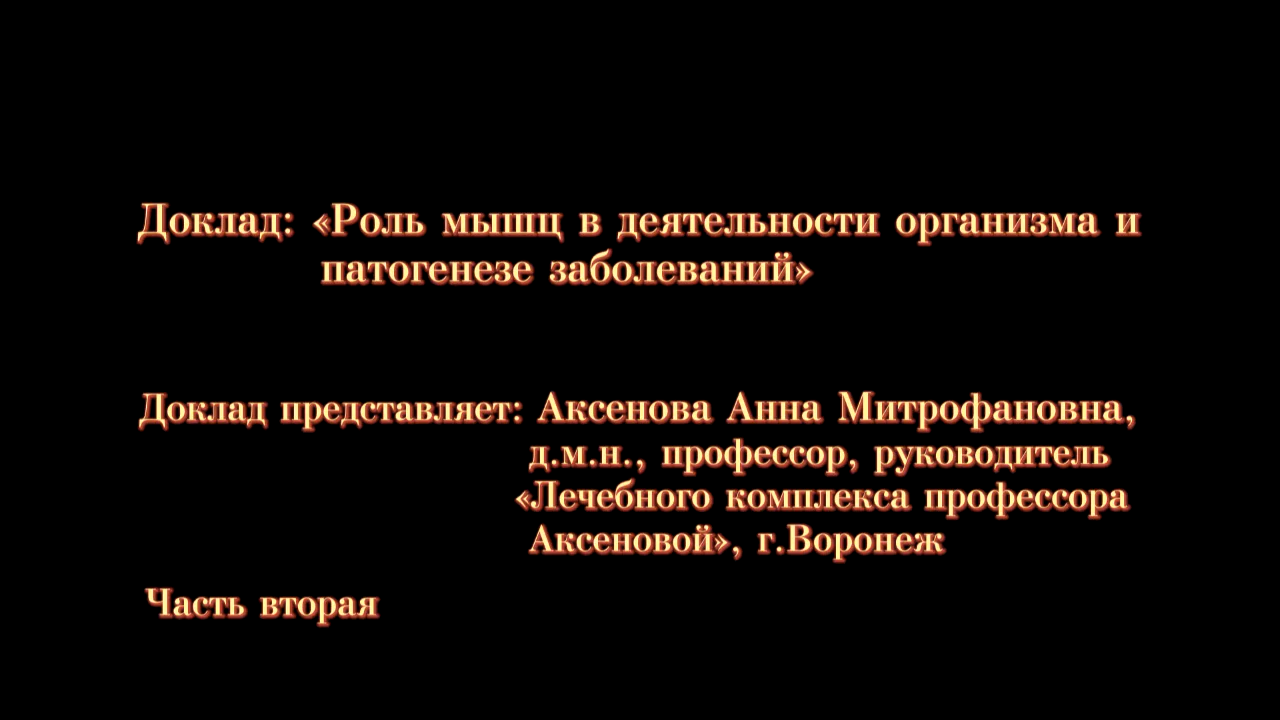 Доклад: «Роль мышц в деятельности организма и
патогенезе заболеваний»
Доклад представляет: Аксенова Анна Митрофановна,
д.м.н., профессор, руководитель
«Лечебного комплекса профессора
Аксеновой», г.Воронеж
Часть вторая